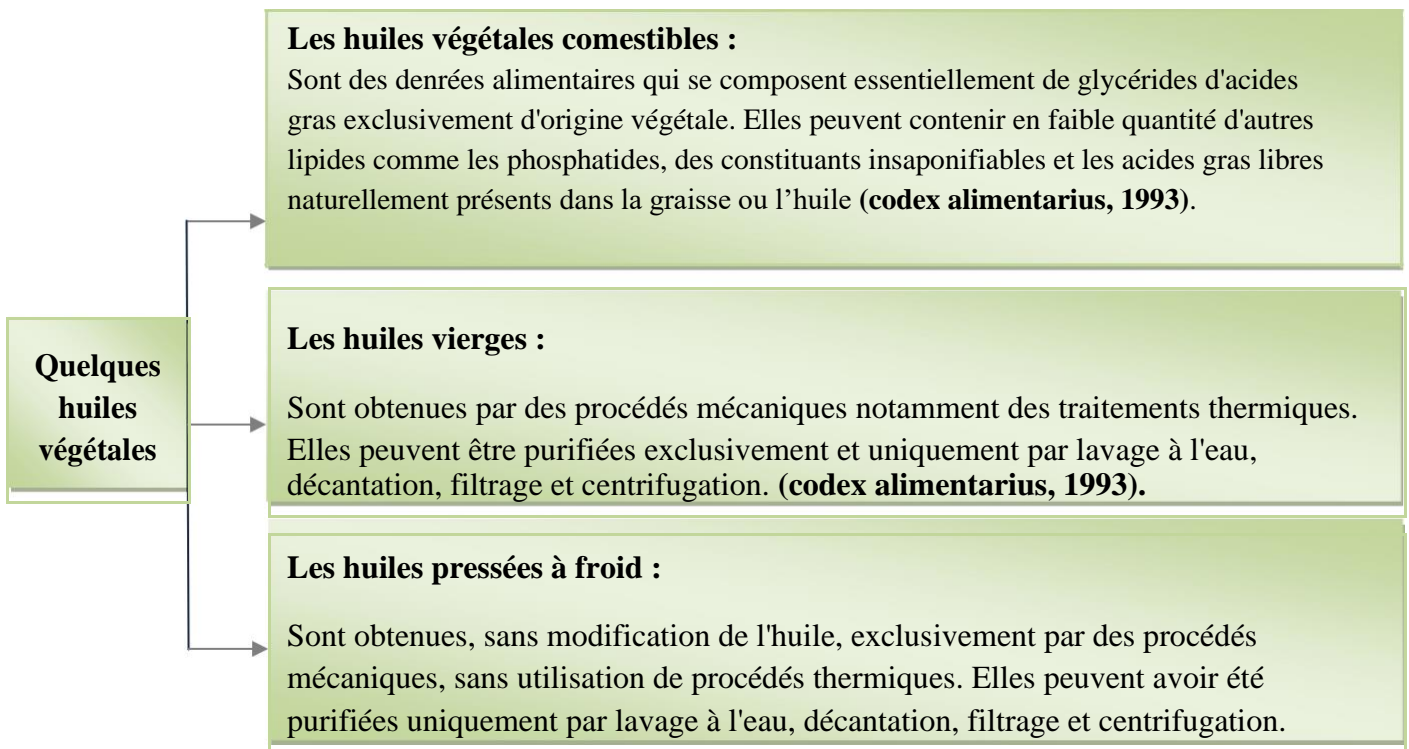 Les huiles végétales comestibles :
Sont des denrées alimentaires qui se composent essentiellement de glycérides d'acides
gras exclusivement d'origine végétale. Elles peuvent contenir en faible quantité d'autres
lipides comme les phosphatides, des constituants insaponifiables et les acides gras libres
naturellement présents dans la graisse ou l’huile (codex alimentarius, 1993).
Quelques
huiles
végétales
Les huiles vierges :
Sont obtenues par des procédés mécaniques notamment des traitements thermiques.
Elles peuvent être purifiées exclusivement et uniquement par lavage à l'eau,
décantation, filtrage et centrifugation. (codex alimentarius, 1993).
Les huiles pressées à froid :
Sont obtenues, sans modification de l'huile, exclusivement par des procédés
mécaniques, sans utilisation de procédés thermiques. Elles peuvent avoir été
purifiées uniquement par lavage à l'eau, décantation, filtrage et centrifugation.